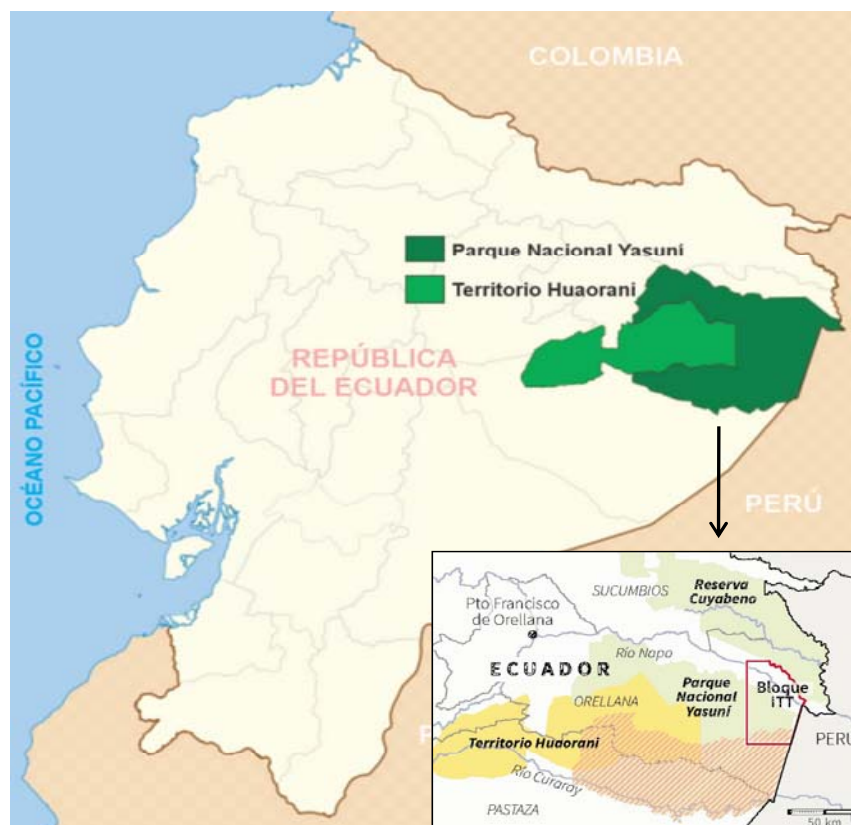 COLOMBIA
Parque Nacional Yasuní
Territorio Huaorani
REPÚBLICA
DEL ECUADOR
OCÉANO PACÍFICO
PERÚ
P
SUCUMBIOS
Reserva
Cuyabeno
Pto Francisco
de Orellana
Río Napo
ECUADOR
Parque
Nacional
Yasuní
Bloque
ITT
ORELLANA
PERU
Territorio Huaorani
Río Curaray
PASTAZA
50 km